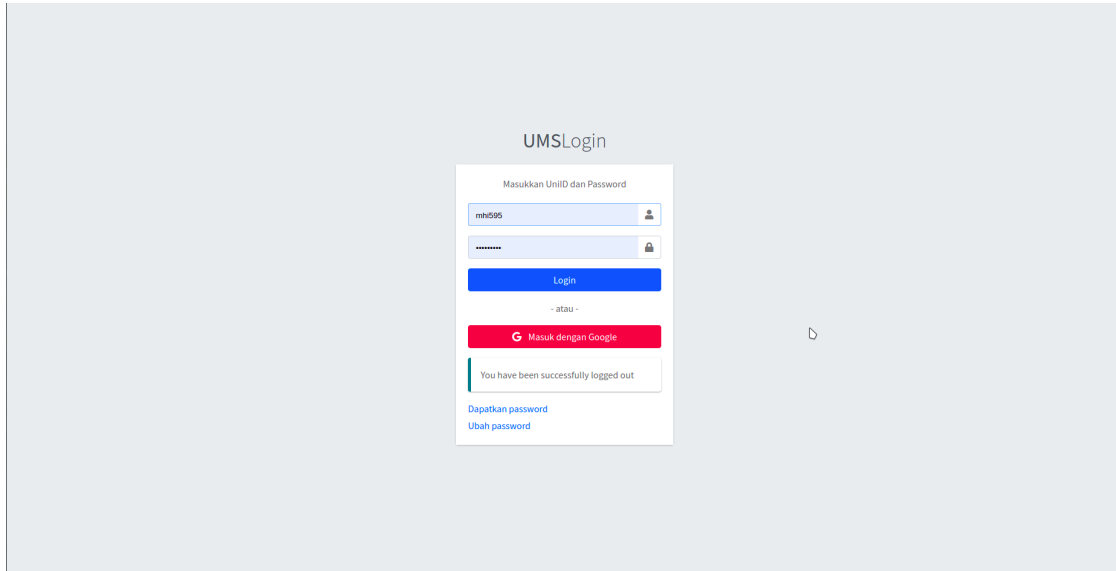 UMSLogin
Masukkan UniID dan Password
mhi595
•••••••••
Login
- atau -
G Masuk dengan Google
You have been successfully logged out
Dapatkan password
Ubah password